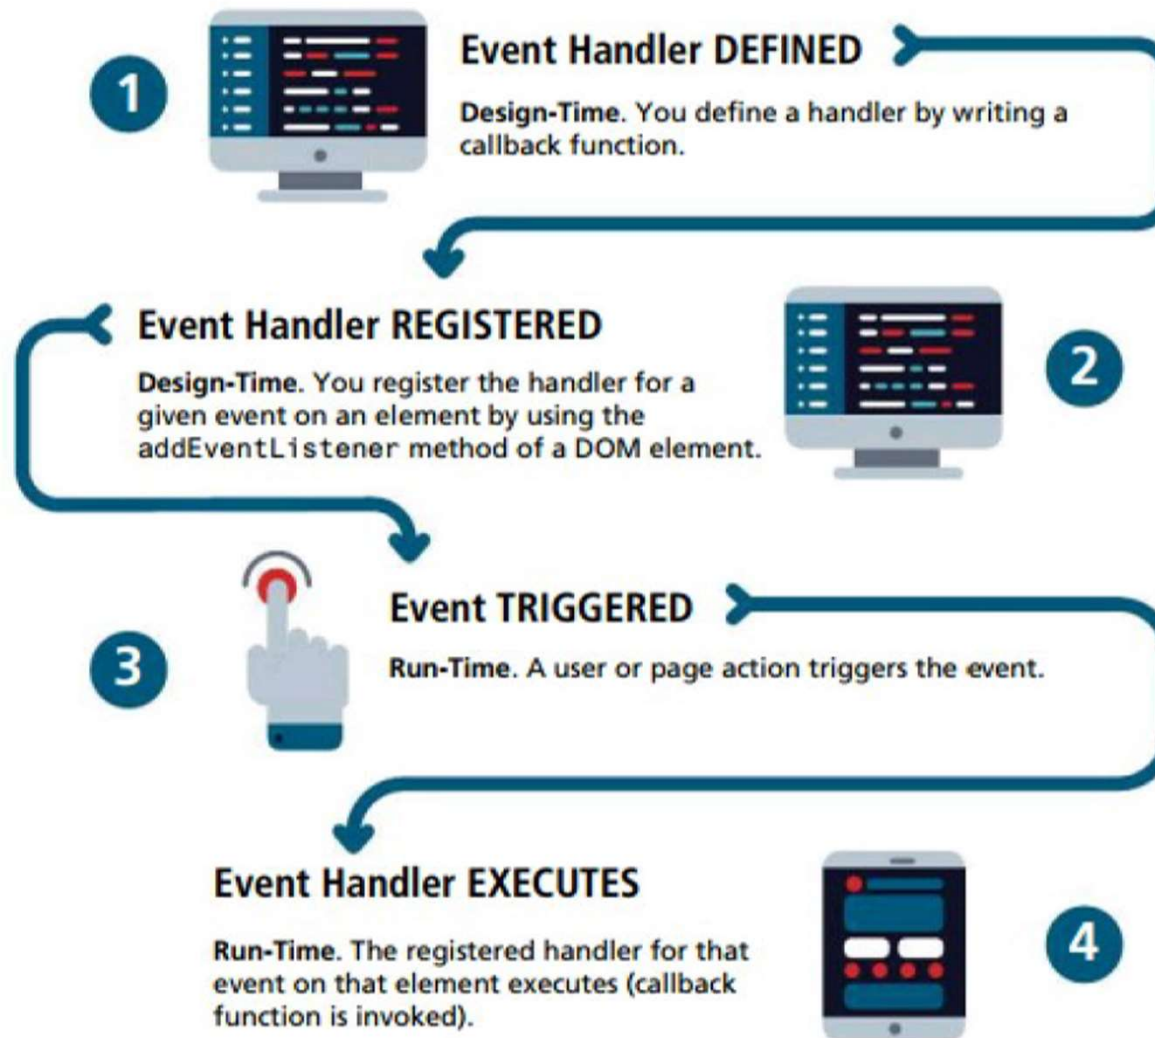 1
Event Handler DEFINED
Design-Time. You define a handler by writing a
callback function.
Event Handler REGISTERED
2
Design-Time. You register the handler for a
given event on an element by using the
addEventListener method of a DOM element.
Event TRIGGERED
3
Run-Time. A user or page action triggers the event.
Event Handler EXECUTES
4
Run-Time. The registered handler for that
event on that element executes (callback
function is invoked).